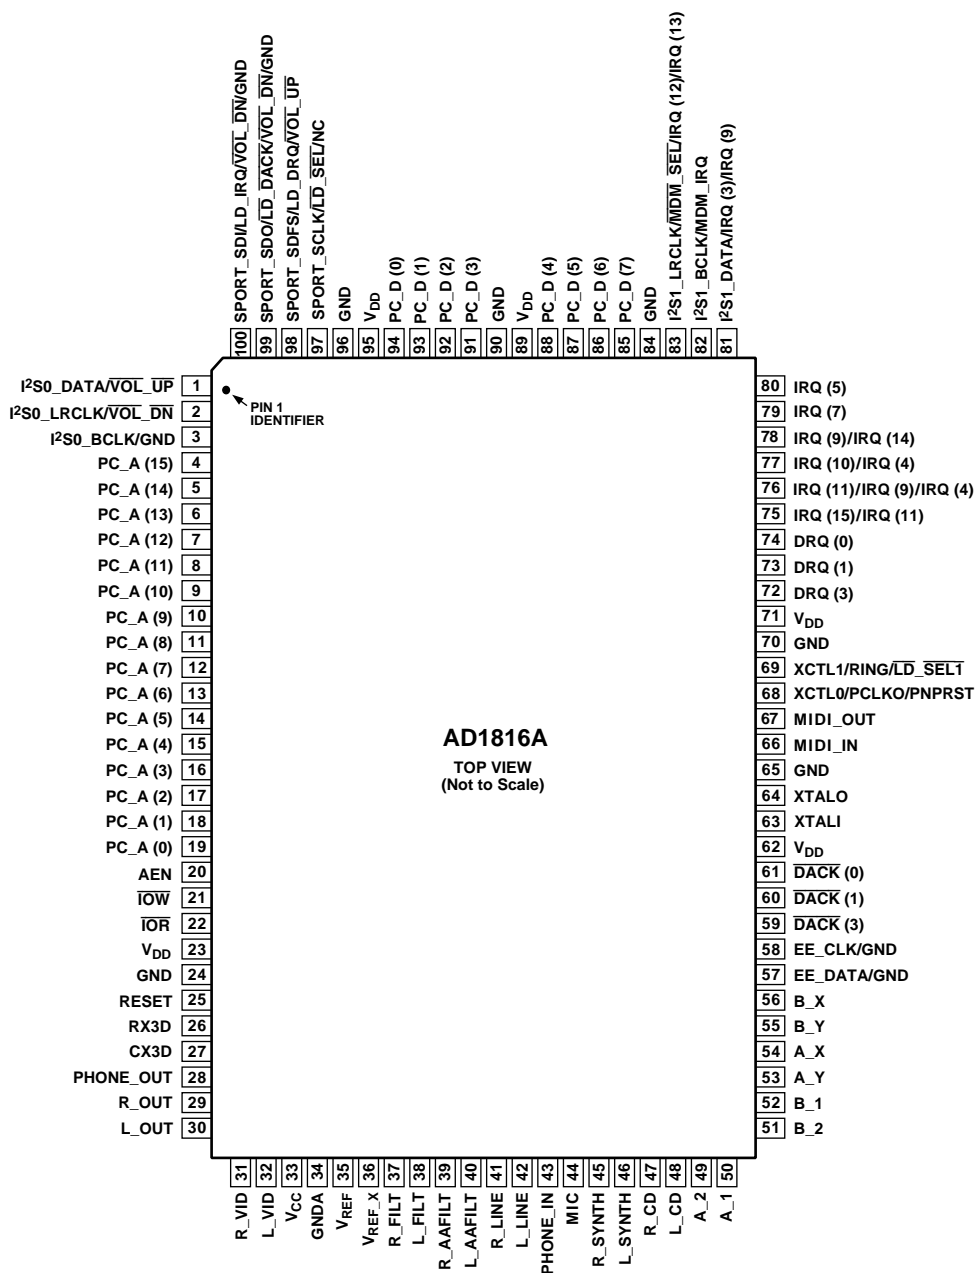 SPORT_SDI/LD_IRQ/VOL_DN/GND
SPORT_SDO/LD_DACK/VOL_DN/GND
SPORT_SDFS/LD_DRQ/VOL_UP
SPORT_SCLK/LD_SEL/NC
GND
VDD
PC_D (0)
PC_D (1)
PC_D (2)
PC_D (3)
GND
VDD
PC_D (4)
PC_D (5)
PC_D (6)
PC_D (7)
GND
I2S1_LRCLK/MDM_SEL/IRQ (12)/IRQ (13)
I2S1_BCLK/MDM_IRQ
I2S1_DATA/IRQ (3)/IRQ (9)
100 99 98 97 96 95 94 93 92 91 90 89 88 87 86 85 84 83 82 81
I2S0_DATA/VOL_UP 1
I2S0_LRCLK/VOL_DN 2
I2S0_BCLK/GND 3
PC_A (15) 4
PC_A (14) 5
PC_A (13) 6
PC_A (12) 7
PC_A (11) 8
PC_A (10) 9
PC_A (9) 10
PC_A (8) 11
PC_A (7) 12
PC_A (6) 13
PC_A (5) 14
PC_A (4) 15
PC_A (3) 16
PC_A (2) 17
PC_A (1) 18
PC_A (0) 19
AEN 20
IOW 21
IOR 22
VDD 23
GND 24
RESET 25
RX3D 26
CX3D 27
PHONE_OUT 28
R_OUT 29
L_OUT 30
PIN 1
IDENTIFIER
AD1816A
TOP VIEW
(Not to Scale)
80 IRQ (5)
79 IRQ (7)
78 IRQ (9)/IRQ (14)
77 IRQ (10)/IRQ (4)
76 IRQ (11)/IRQ (9)/IRQ (4)
75 IRQ (15)/IRQ (11)
74 DRQ (0)
73 DRQ (1)
72 DRQ (3)
71 VDD
70 GND
69 XCTL1/RING/LD_SEL1
68 XCTL0/PCLKO/PNPRST
67 MIDI_OUT
66 MIDI_IN
65 GND
64 XTALO
63 XTALI
62 VDD
61 DACK (0)
60 DACK (1)
59 DACK (3)
58 EE_CLK/GND
57 EE_DATA/GND
56 B_X
55 B_Y
54 A_X
53 A_Y
52 B_1
51 B_2
31 32 33 34 35 36 37 38 39 40 41 42 43 44 45 46 47 48 49 50
R_VID
L_VID
VCC
GNDA
VREF
VREF_X
R_FILT
L_FILT
R_AAFILT
L_AAFILT
R_LINE
L_LINE
PHONE_IN
MIC
R_SYNTH
L_SYNTH
R_CD
L_CD
A_2
A_1